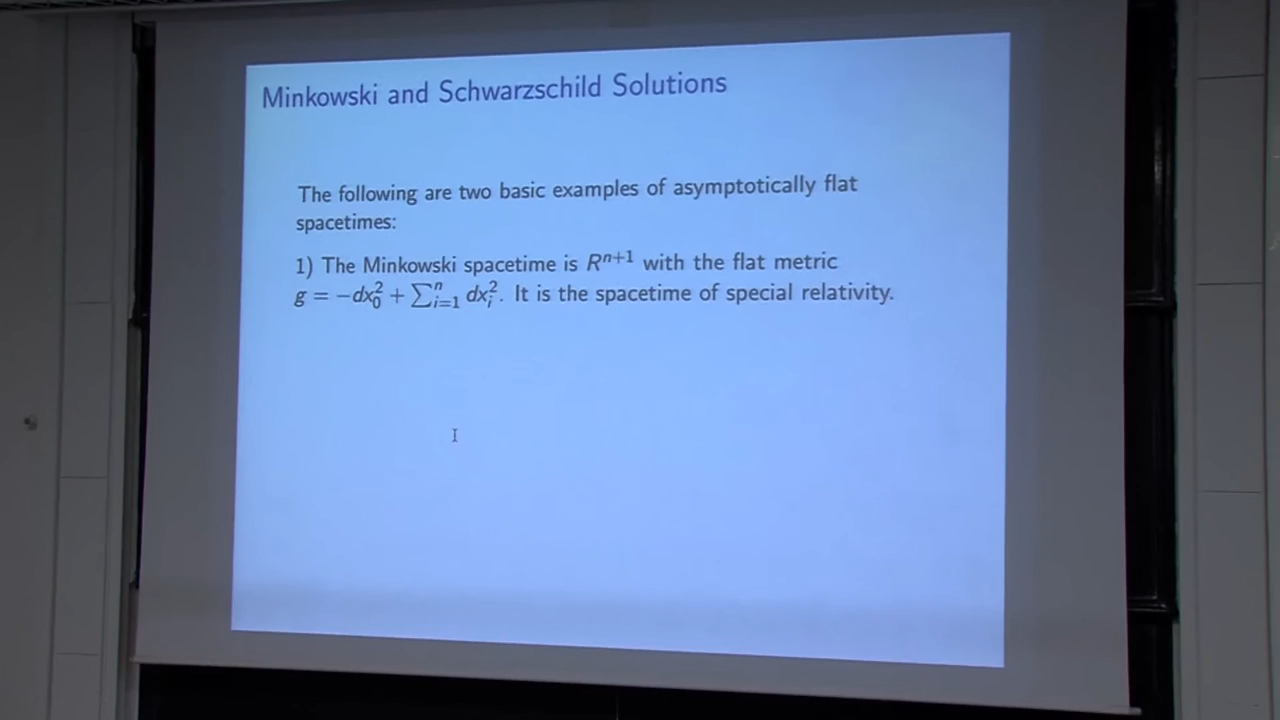 Minkowski and Schwarzschild Solutions
The following are two basic examples of asymptotically flat
spacetimes:
1) The Minkowski spacetime is $R^{n+1}$ with the flat metric
$g = -dx_0^2 + \sum_{i=1}^n dx_i^2$. It is the spacetime of special relativity.